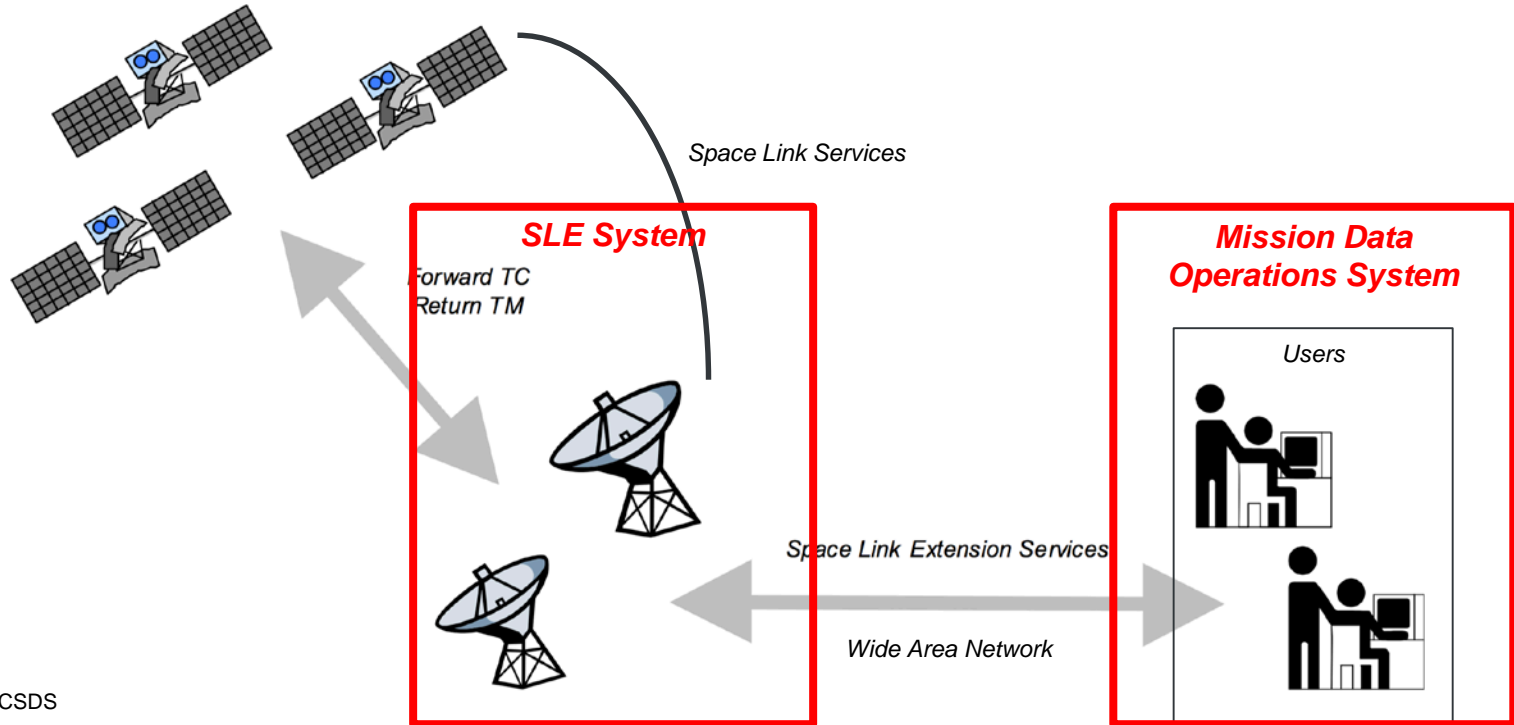 Space Link Services
SLE System
Mission Data
Operations System
Forward TC
Return TM
Users
Space Link Extension Services
Wide Area Network
CSDS